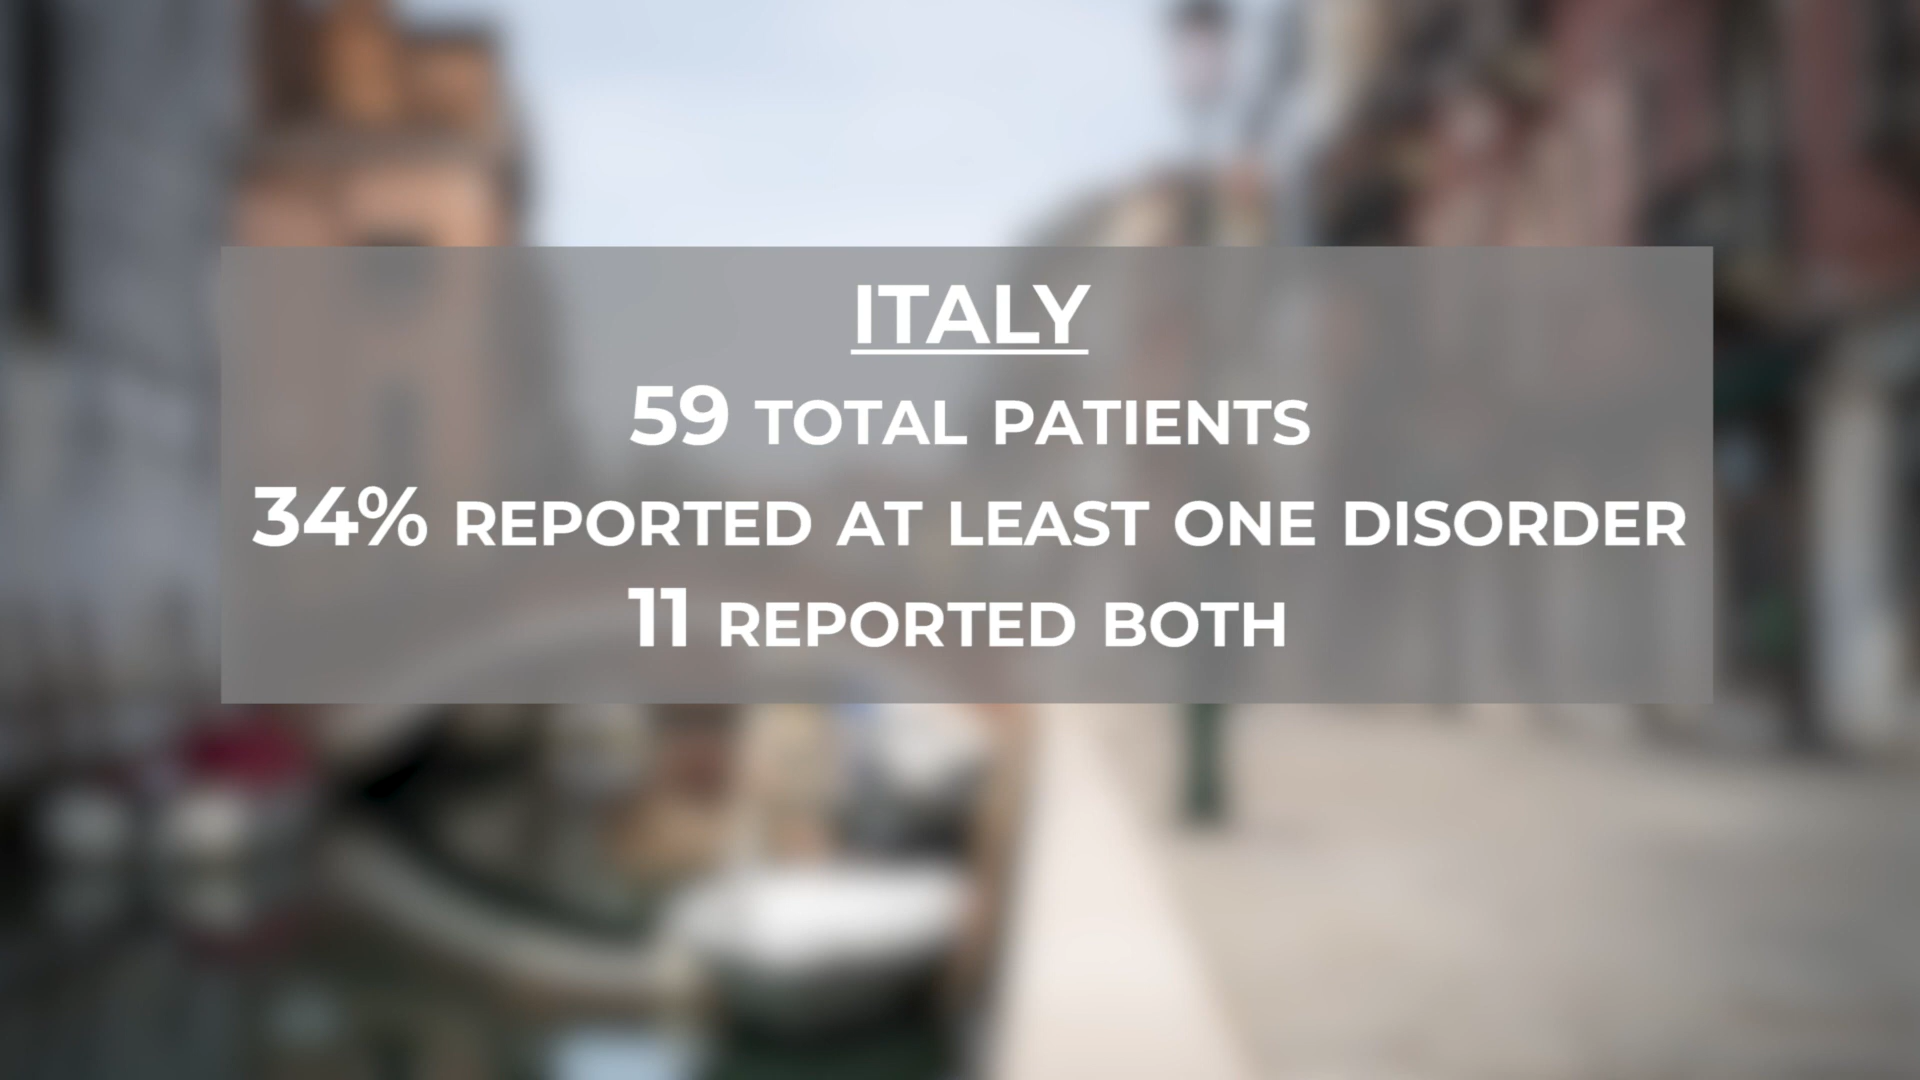 ITALY
59 TOTAL PATIENTS
34% REPORTED AT LEAST ONE DISORDER
11 REPORTED BOTH